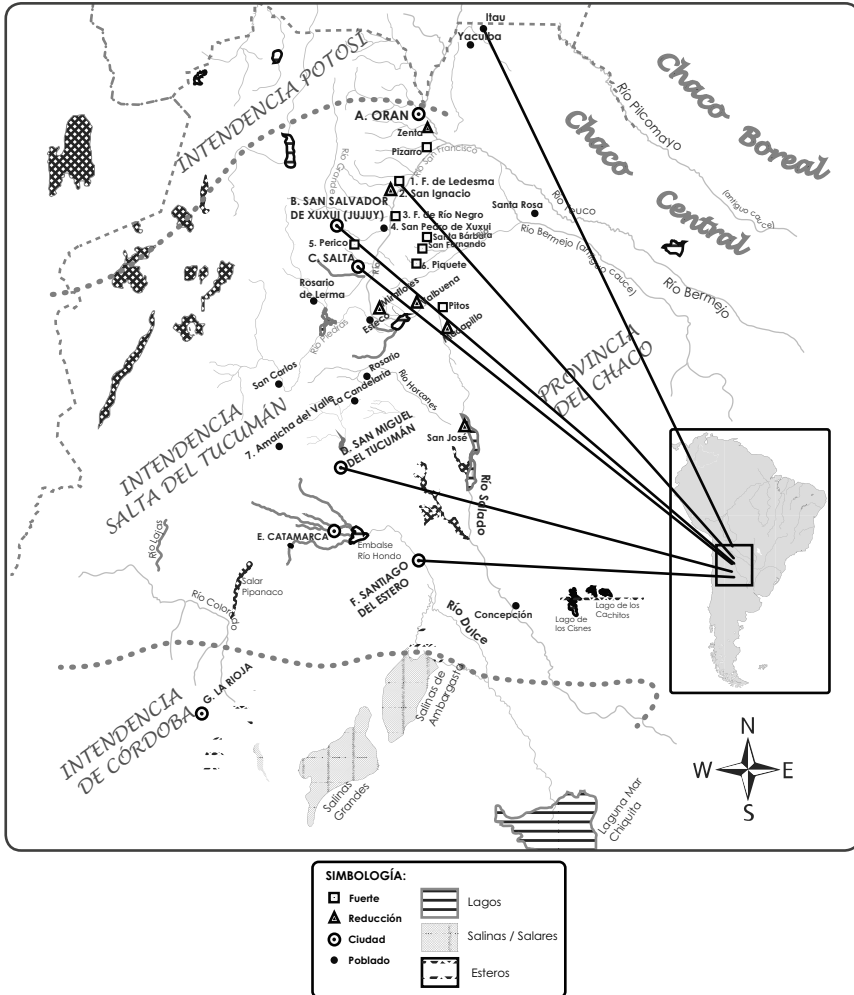 Itau
Yacuiba
INTENDENCIA POTOSÍ
Chaco Boreal
Chaco Central
Río Pilcomayo
(antiguo cauce)
A. ORAN
Zenta
Pizarro
Río San Francisco
Río Grande
1. F. de Ledesma
2. San Ignacio
B. SAN SALVADOR
DE XUXUI (JUJUY)
3. F. de Río Negro
4. San Pedro de Xuxui
Santa Bárbara
San Fernando
5. Perico
C. SALTA
6. Piquete
Santa Rosa
Río Teuco
Río Bermejo (antiguo cauce)
Río Bermejo
Rosario
de Lerma
Miraflores
Balbuena
Pitos
Esteco
Macapillo
Río Piedras
PROVINCIA
DEL CHACO
San Carlos
Rosario
La Candelaria
Río Horcones
INTENDENCIA
SALTA DEL TUCUMÁN
7. Amaicha del Valle
D. SAN MIGUEL
DEL TUCUMÁN
San José
Río Salado
E. CATAMARCA
Embalse
Río Hondo
Río Lajas
Salar
Pipanaco
F. SANTIAGO
DEL ESTERO
Río Colorado
Río Dulce
Concepción
Lago de
los Cisnes
Lago de los
Cachitos
G. LA RIOJA
INTENDENCIA
DE CÓRDOBA
Salinas de
Ambargasta
Salinas
Grandes
Laguna Mar
Chiquita
N
W
E
S
SIMBOLOGÍA:
Fuerte
Reducción
Ciudad
Poblado
Lagos
Salinas / Salares
Esteros